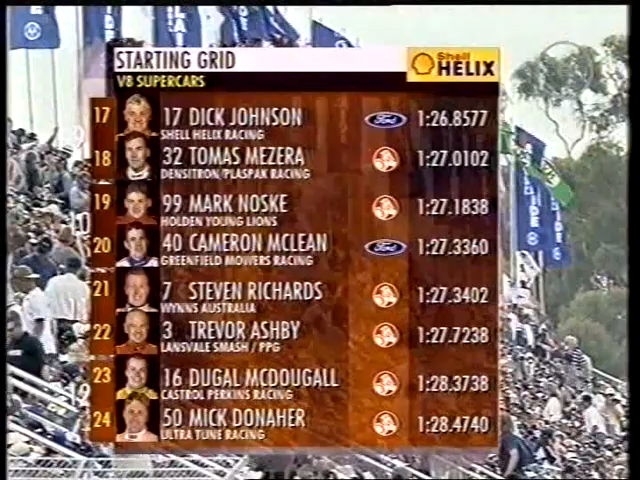 STARTING GRID
Shell
HELIX
V8 SUPERCARS
17 17 DICK JOHNSON Ford 1:26.8577
SHELL HELIX RACING
18 32 TOMAS MEZERA 1:27.0102
DENSITRON/PLASPAK RACING
19 99 MARK NOSKE 1:27.1838
HOLDEN YOUNG LIONS
20 40 CAMERON MCLEAN Ford 1:27.3360
GREENFIELD MOWERS RACING
21 7 STEVEN RICHARDS 1:27.3402
WYNNS AUSTRALIA
22 3 TREVOR ASHBY 1:27.7238
LANSVALE SMASH / PPG
23 16 DUGAL MCDOUGALL 1:28.3738
CASTROL PERKINS RACING
24 50 MICK DONAHER 1:28.4740
ULTRA TUNE RACING